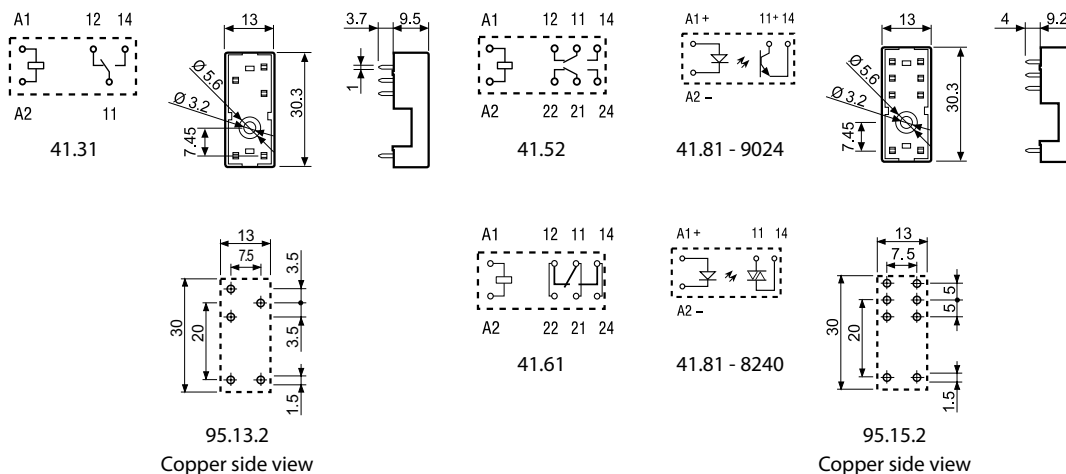 A1 12 14
A2 11
41.31
13
Ø 5.6
Ø 3.2
7.45
30.3
3.7 9.5
1
A1 12 11 14
A2 22 21 24
41.52
A1 + 11+ 14
A2 –
41.81 - 9024
13
Ø 5.6
Ø 3.2
7.45
30.3
4 9.2
13
7.5
3.5
30
20
3.5
1.5
95.13.2
Copper side view
A1 12 11 14
A2 22 21 24
41.61
A1 + 11 14
A2 –
41.81 - 8240
13
7.5
5
30
20
5
1.5
95.15.2
Copper side view